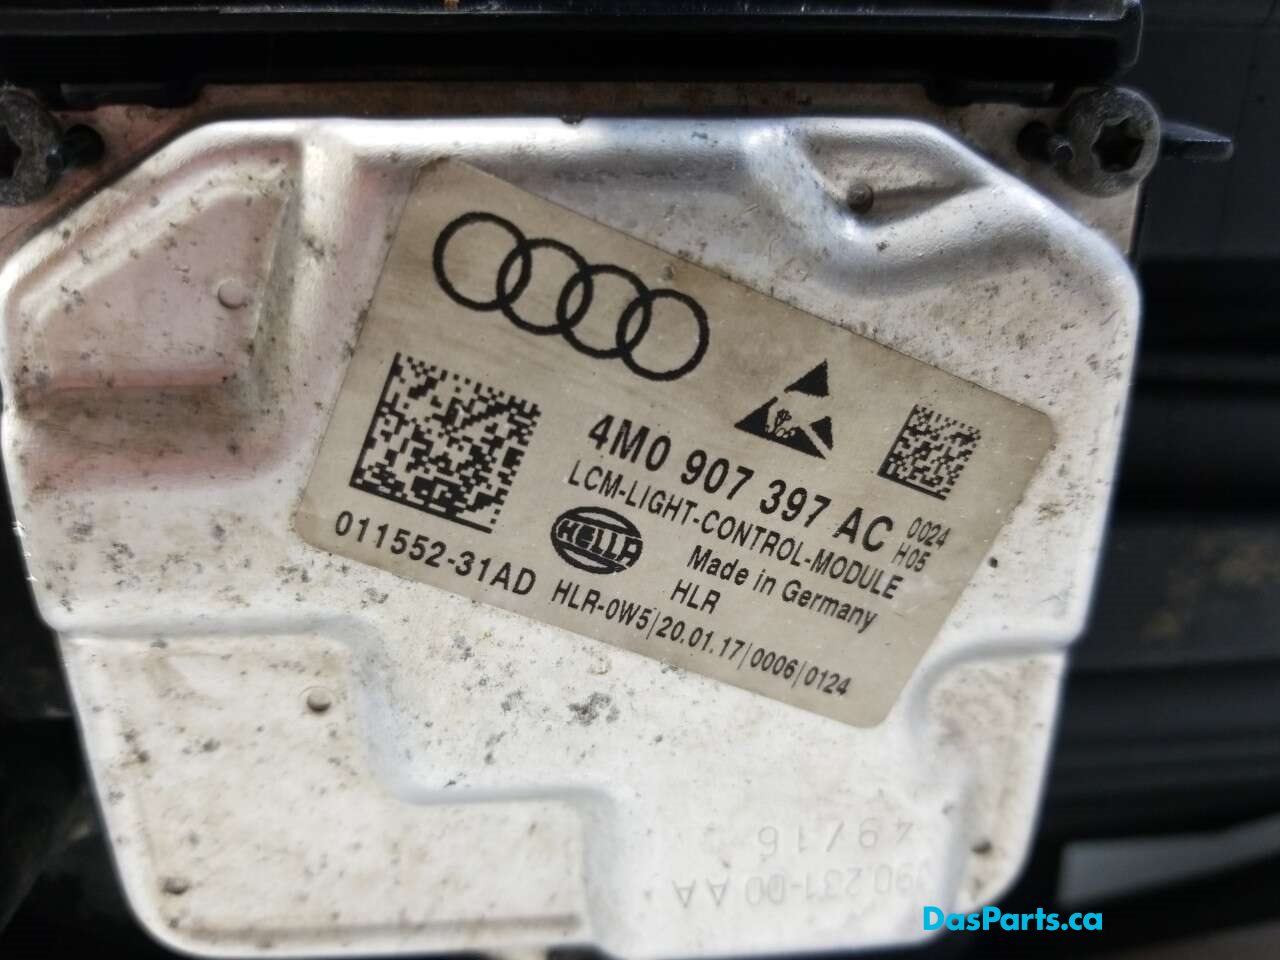 4M0 907 397 AC
0024
H05
LCM-LIGHT-CONTROL-MODULE
HELLA
Made in Germany
HLR
011552-31AD
HLR-0W5|20.01.17|0006|0124
49/16
390.231-00 AA
DasParts.ca